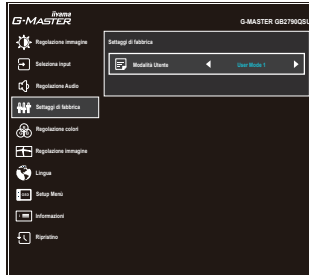 iiyama
G-MASTER
G-MASTER GB2790QSU
Regolazione immagine
Seleziona input
Regolazione Audio
Settaggi di fabbrica
Regolazione colori
Regolazione immagine
Lingua
Setup Menù
Informazioni
Ripristino
Settaggi di fabbrica
Modalità Utente
User Mode 1